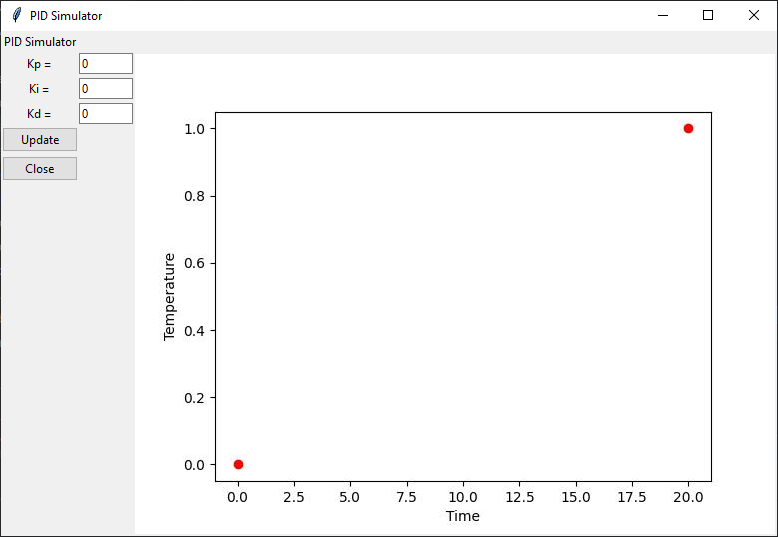 PID Simulator
PID Simulator
Kp = 0
Ki = 0
Kd = 0
Update
Close
1.0
0.8
0.6
0.4
0.2
0.0
Temperature
0.0 2.5 5.0 7.5 10.0 12.5 15.0 17.5 20.0
Time